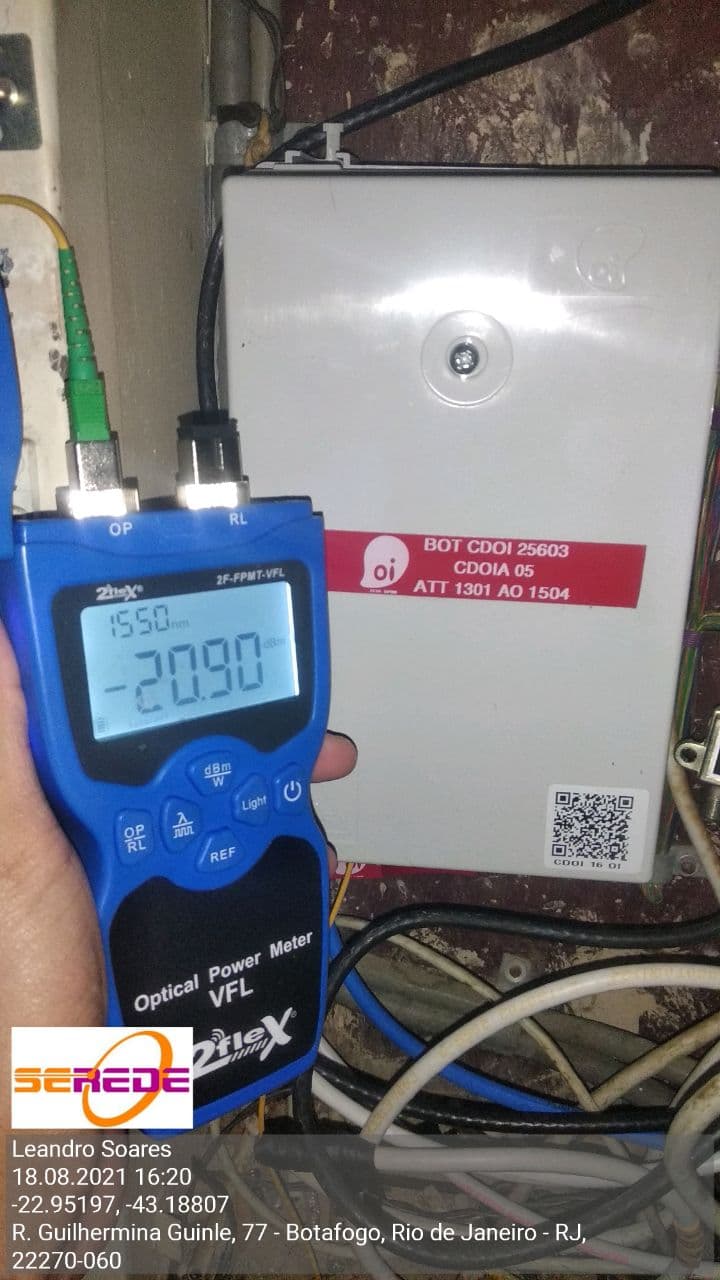 oi
BOT CDOI 25603
CDOIA 05
ATT 1301 AO 1504
oi
CDOI 16 OI
OP
RL
2flex®
2F-FPMT-VFL
1550nm
-20.90 dBm
dBm
W
OP
RL
λ
Light
REF
Optical Power Meter
VFL
2fleX®
SEREDE
Leandro Soares
18.08.2021 16:20
-22.95197, -43.18807
R. Guilhermina Guinle, 77 - Botafogo, Rio de Janeiro - RJ,
22270-060